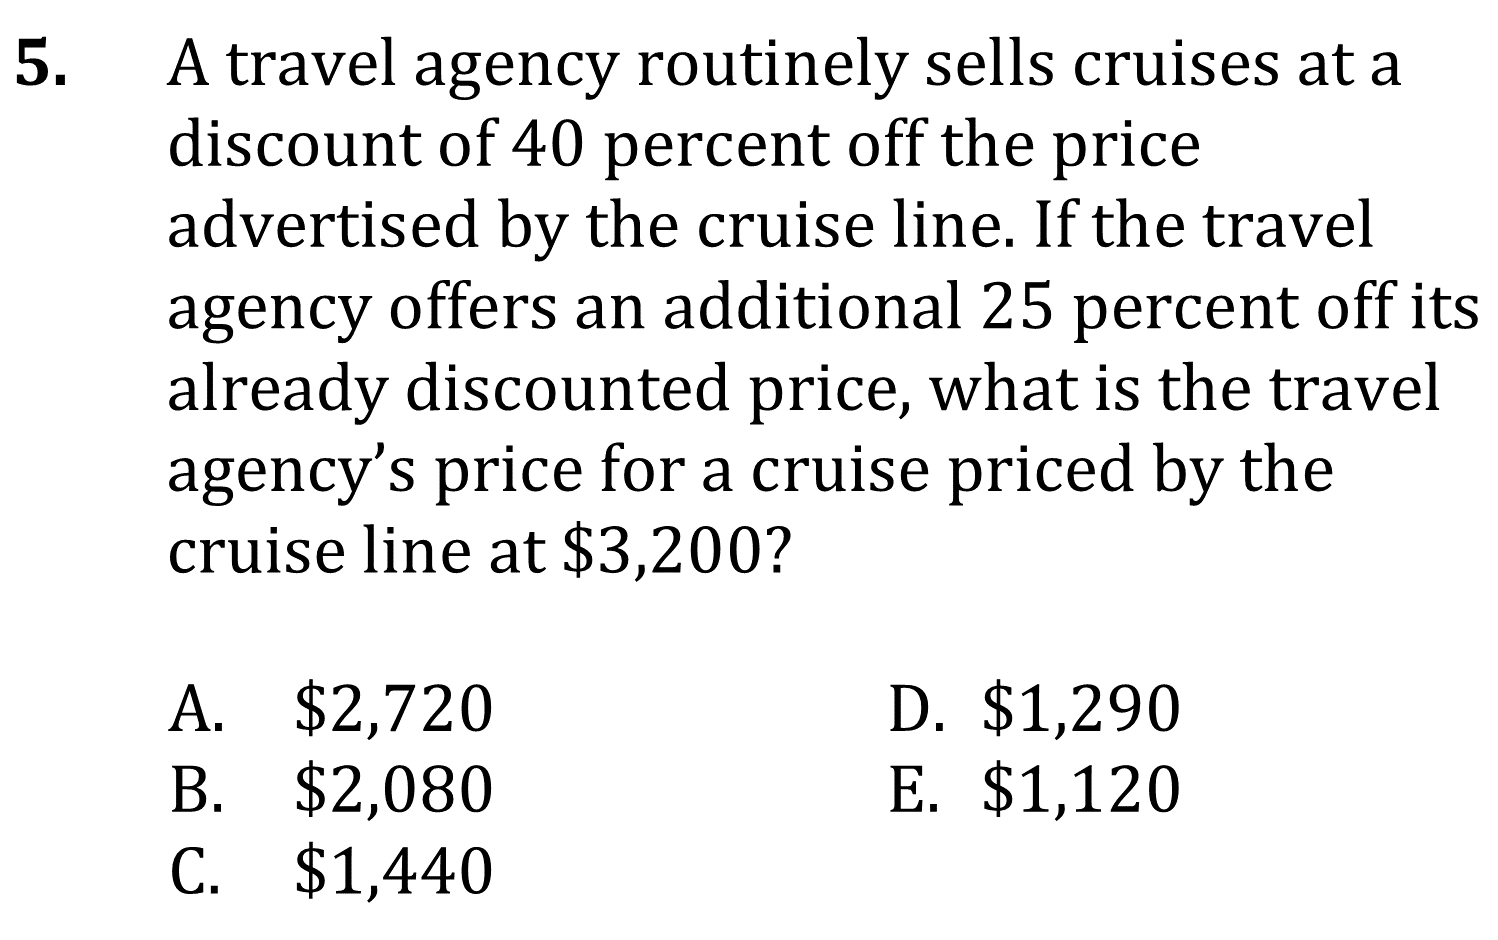 5. A travel agency routinely sells cruises at a
discount of 40 percent off the price
advertised by the cruise line. If the travel
agency offers an additional 25 percent off its
already discounted price, what is the travel
agency’s price for a cruise priced by the
cruise line at $3,200?
A. $2,720
B. $2,080
C. $1,440
D. $1,290
E. $1,120